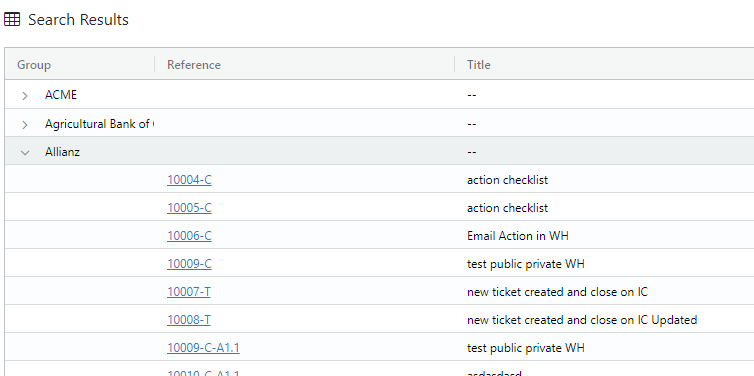 Search Results
Group Reference Title
ACME --
Agricultural Bank of --
Allianz --
10004-C action checklist
10005-C action checklist
10006-C Email Action in WH
10009-C test public private WH
10007-T new ticket created and close on IC
10008-T new ticket created and close on IC Updated
10009-C-A1.1 test public private WH
10010-C-A1.1 asdasdasd